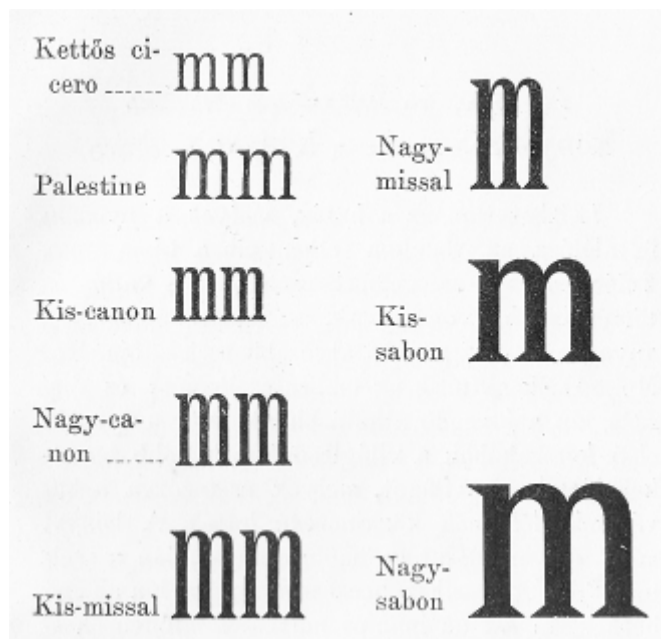 Kettős ci-
cero ...... mm
Palestine mm
Kis-canon mm
Nagy-ca-
non ........ mm
Kis-missal mm
Nagy-
missal m
Kis-
sabon m
Nagy-
sabon m